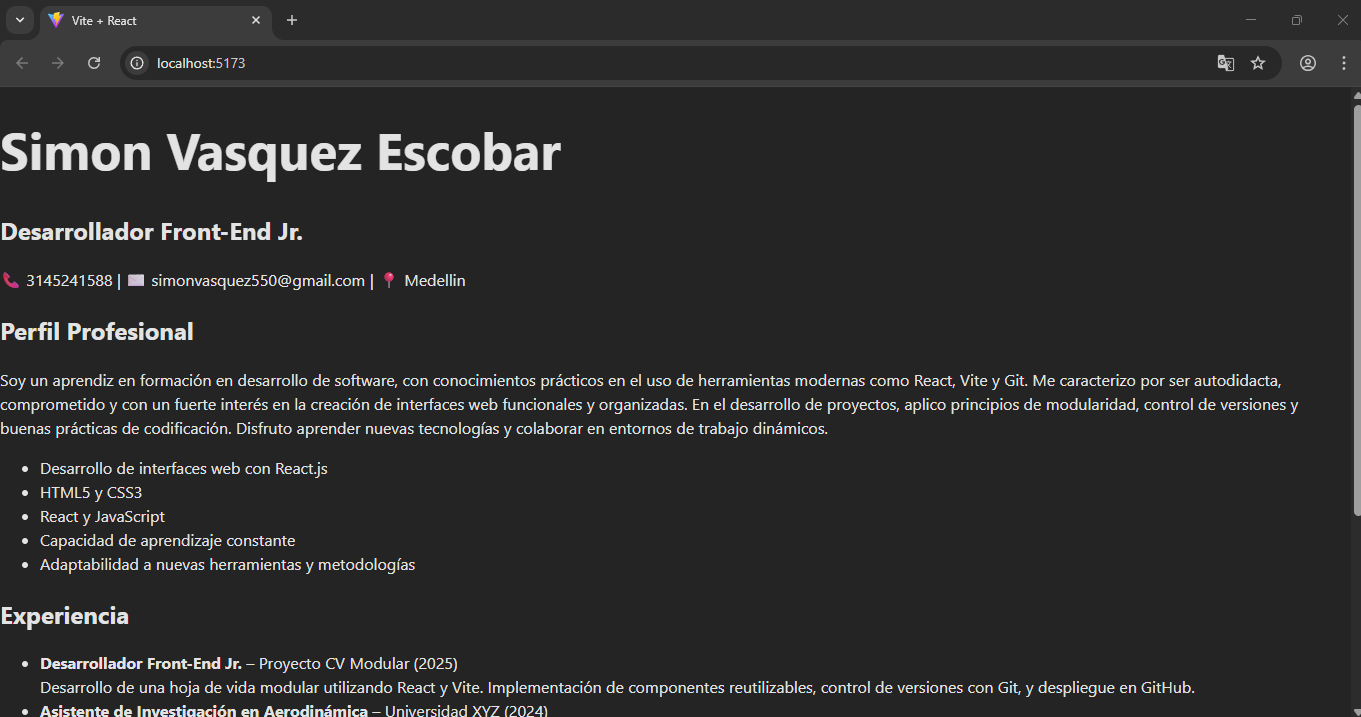 Vite + React
localhost:5173
Simon Vasquez Escobar
Desarrollador Front-End Jr.
📞 3145241588 | ✉️ simonvasquez550@gmail.com | 📍 Medellin
Perfil Profesional
Soy un aprendiz en formación en desarrollo de software, con conocimientos prácticos en el uso de herramientas modernas como React, Vite y Git. Me caracterizo por ser autodidacta,
comprometido y con un fuerte interés en la creación de interfaces web funcionales y organizadas. En el desarrollo de proyectos, aplico principios de modularidad, control de versiones y
buenas prácticas de codificación. Disfruto aprender nuevas tecnologías y colaborar en entornos de trabajo dinámicos.
• Desarrollo de interfaces web con React.js
• HTML5 y CSS3
• React y JavaScript
• Capacidad de aprendizaje constante
• Adaptabilidad a nuevas herramientas y metodologías
Experiencia
• Desarrollador Front-End Jr. – Proyecto CV Modular (2025)
Desarrollo de una hoja de vida modular utilizando React y Vite. Implementación de componentes reutilizables, control de versiones con Git, y despliegue en GitHub.
• Asistente de Investigación en Aerodinámica – Universidad XYZ (2024)